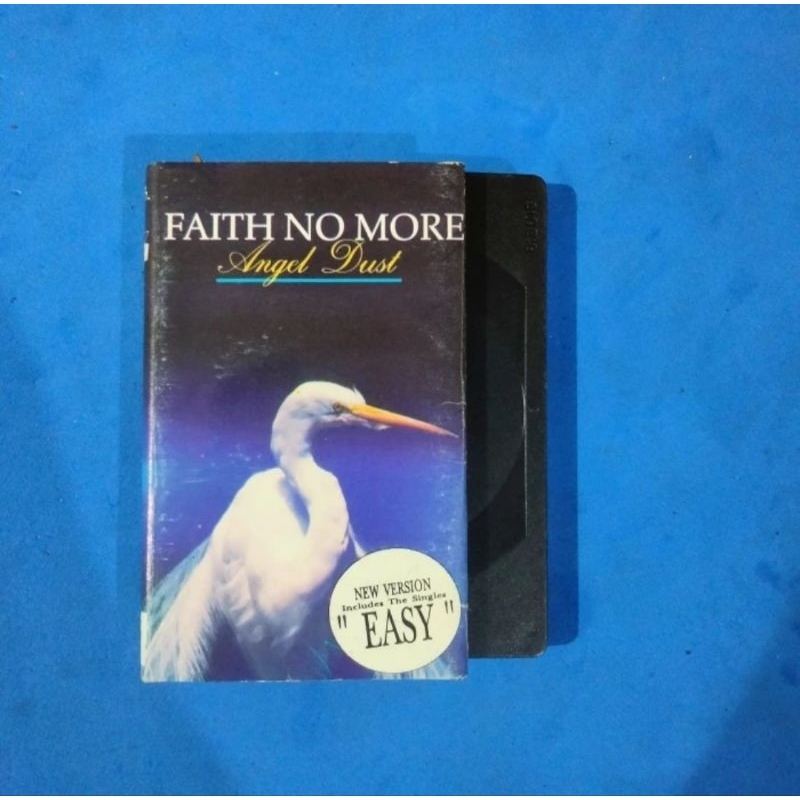 FAITH NO MORE
Angel Dust
NEW VERSION
Includes The Singles
" EASY "